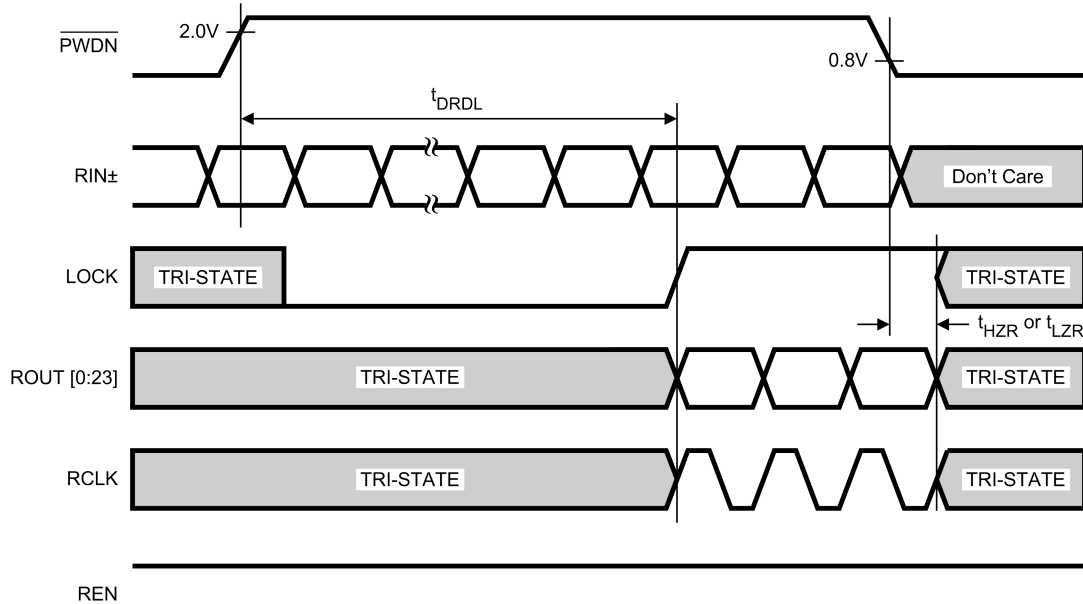 PWDN
2.0V
0.8V
tDRDL
RIN±
Don't Care
LOCK
TRI-STATE
TRI-STATE
tHZR or tLZR
ROUT [0:23]
TRI-STATE
TRI-STATE
RCLK
TRI-STATE
TRI-STATE
REN